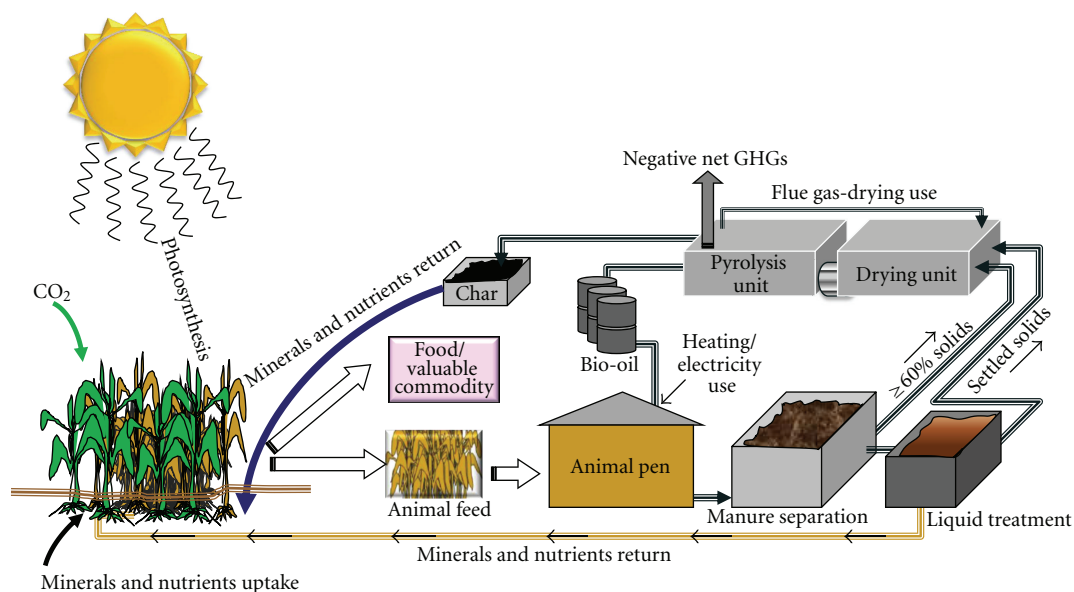 Negative net GHGs
Flue gas-drying use
Photosynthesis
Minerals and nutrients return
CO₂
Char
Pyrolysis
unit
Drying unit
Food/
valuable
commodity
Bio-oil
Heating/
electricity
use
≥60% solids
Settled solids
Animal feed
Animal pen
Manure separation
Liquid treatment
Minerals and nutrients return
Minerals and nutrients uptake